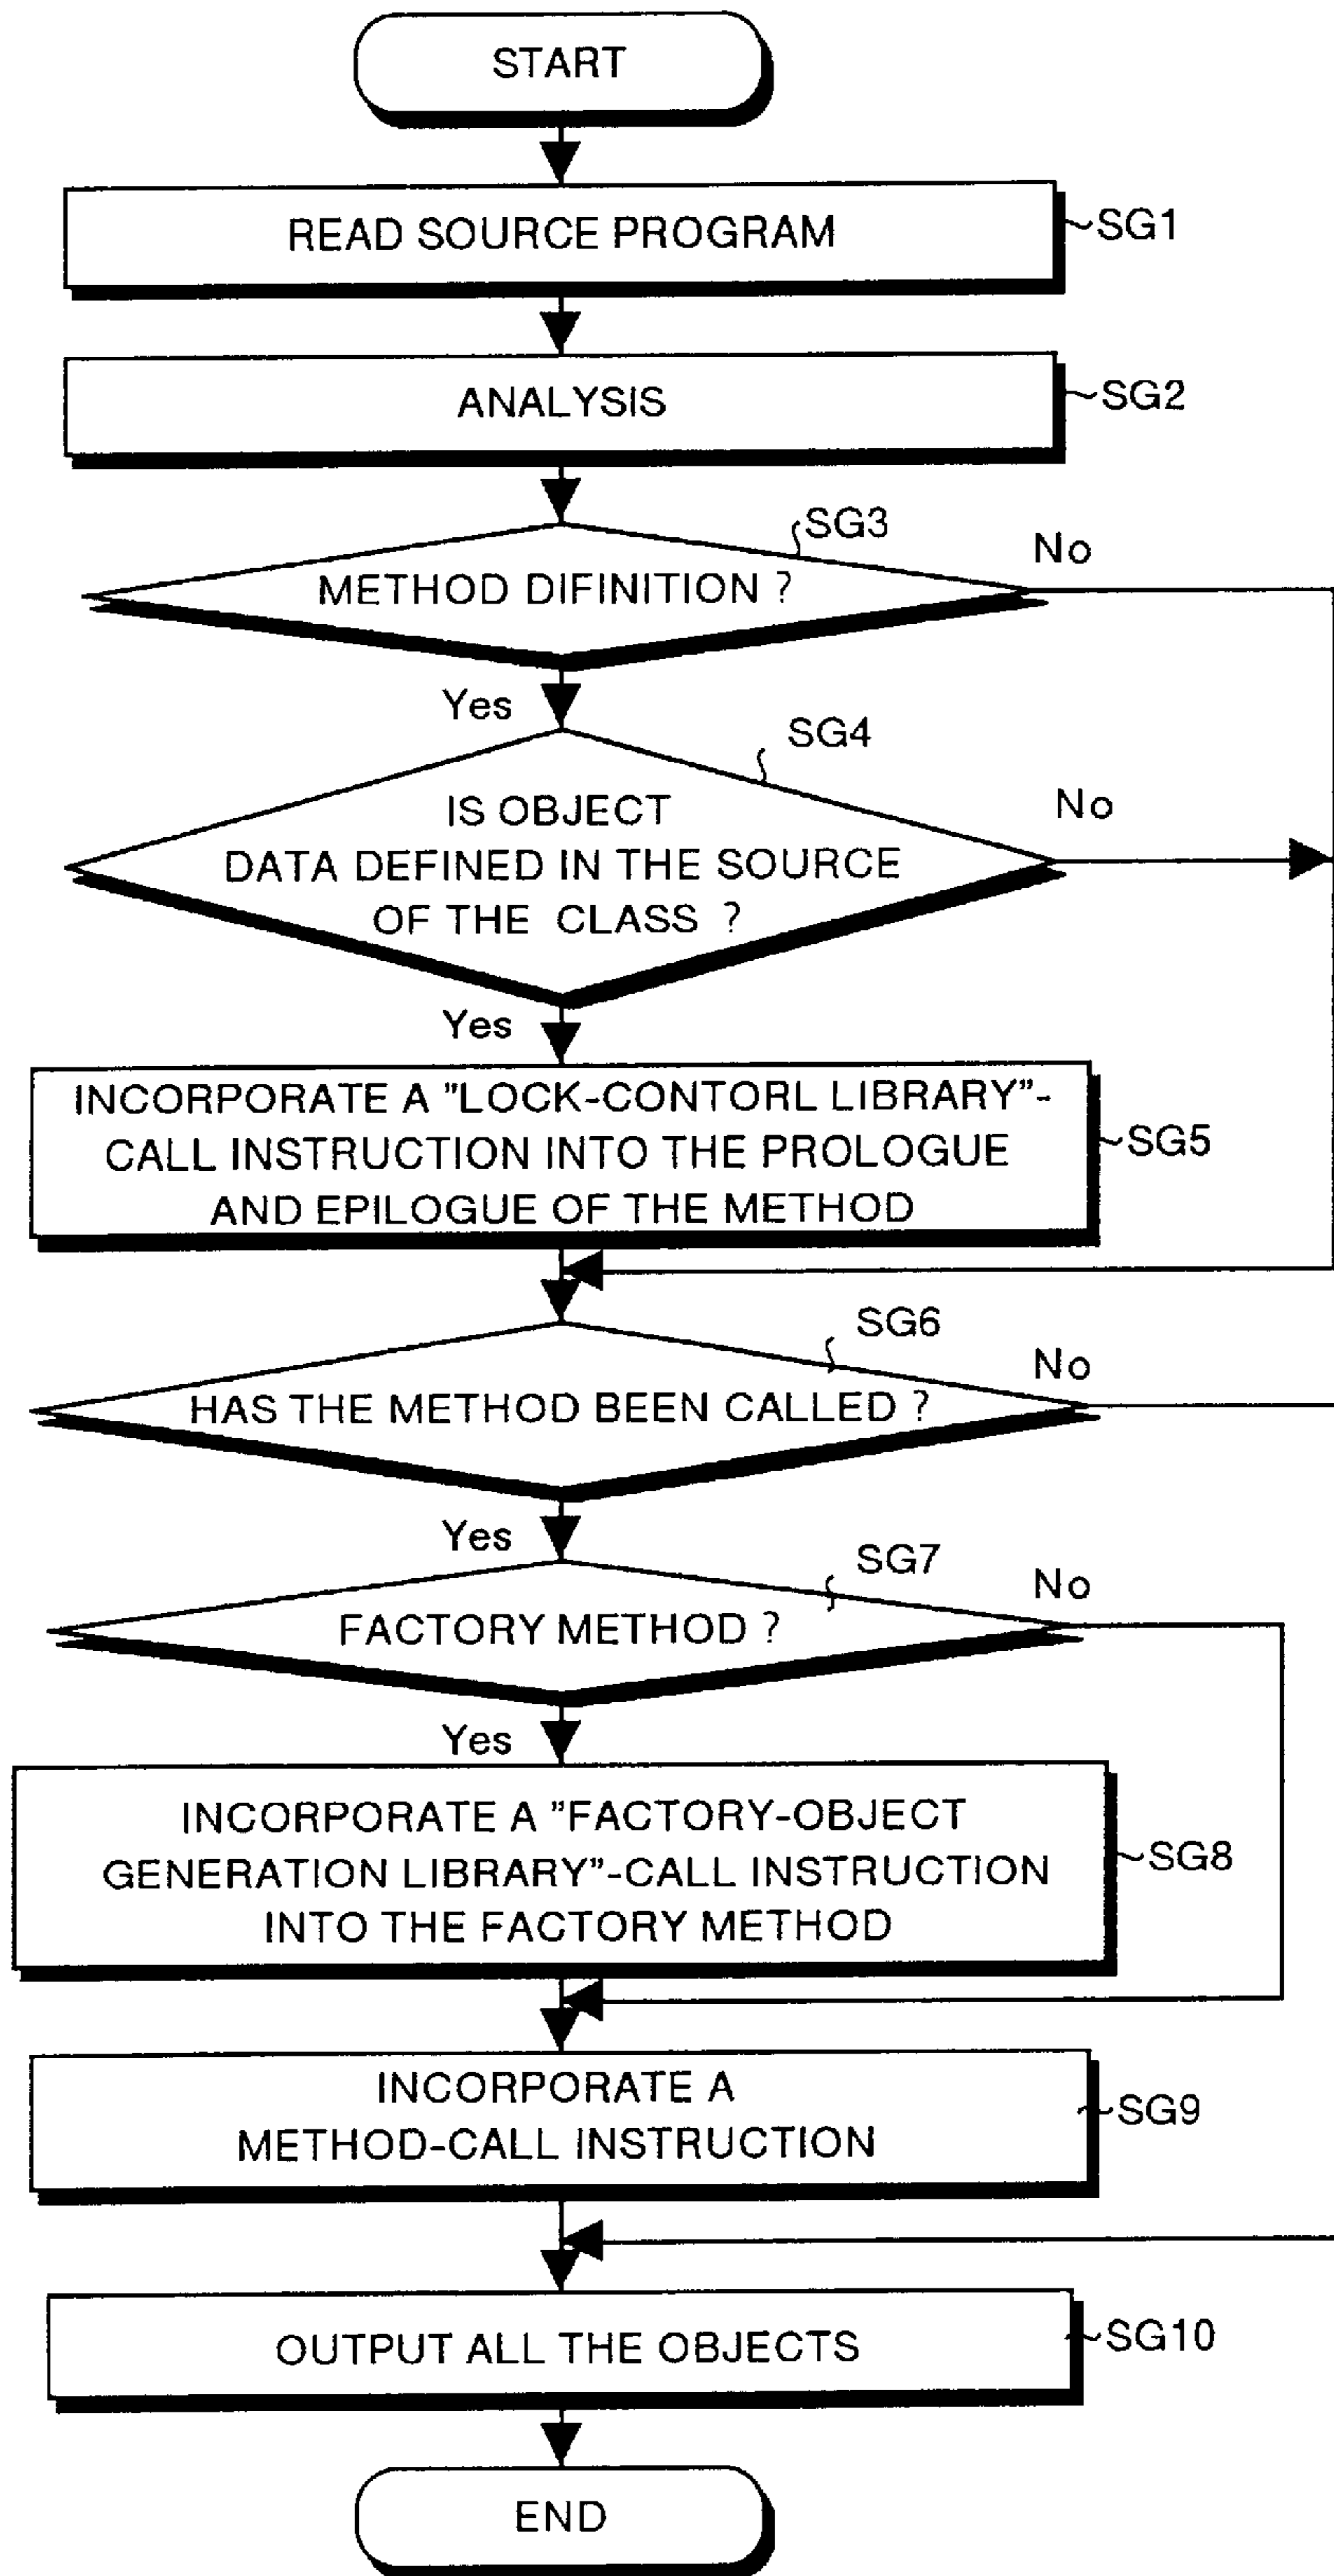 START
READ SOURCE PROGRAM
SG1
ANALYSIS
SG2
SG3
No
METHOD DIFINITION ?
Yes
SG4
No
IS OBJECT
DATA DEFINED IN THE SOURCE
OF THE CLASS ?
Yes
INCORPORATE A "LOCK-CONTORL LIBRARY"-
CALL INSTRUCTION INTO THE PROLOGUE
AND EPILOGUE OF THE METHOD
SG5
SG6
No
HAS THE METHOD BEEN CALLED ?
Yes
SG7
No
FACTORY METHOD ?
Yes
INCORPORATE A "FACTORY-OBJECT
GENERATION LIBRARY"-CALL INSTRUCTION
INTO THE FACTORY METHOD
SG8
INCORPORATE A
METHOD-CALL INSTRUCTION
SG9
OUTPUT ALL THE OBJECTS
SG10
END